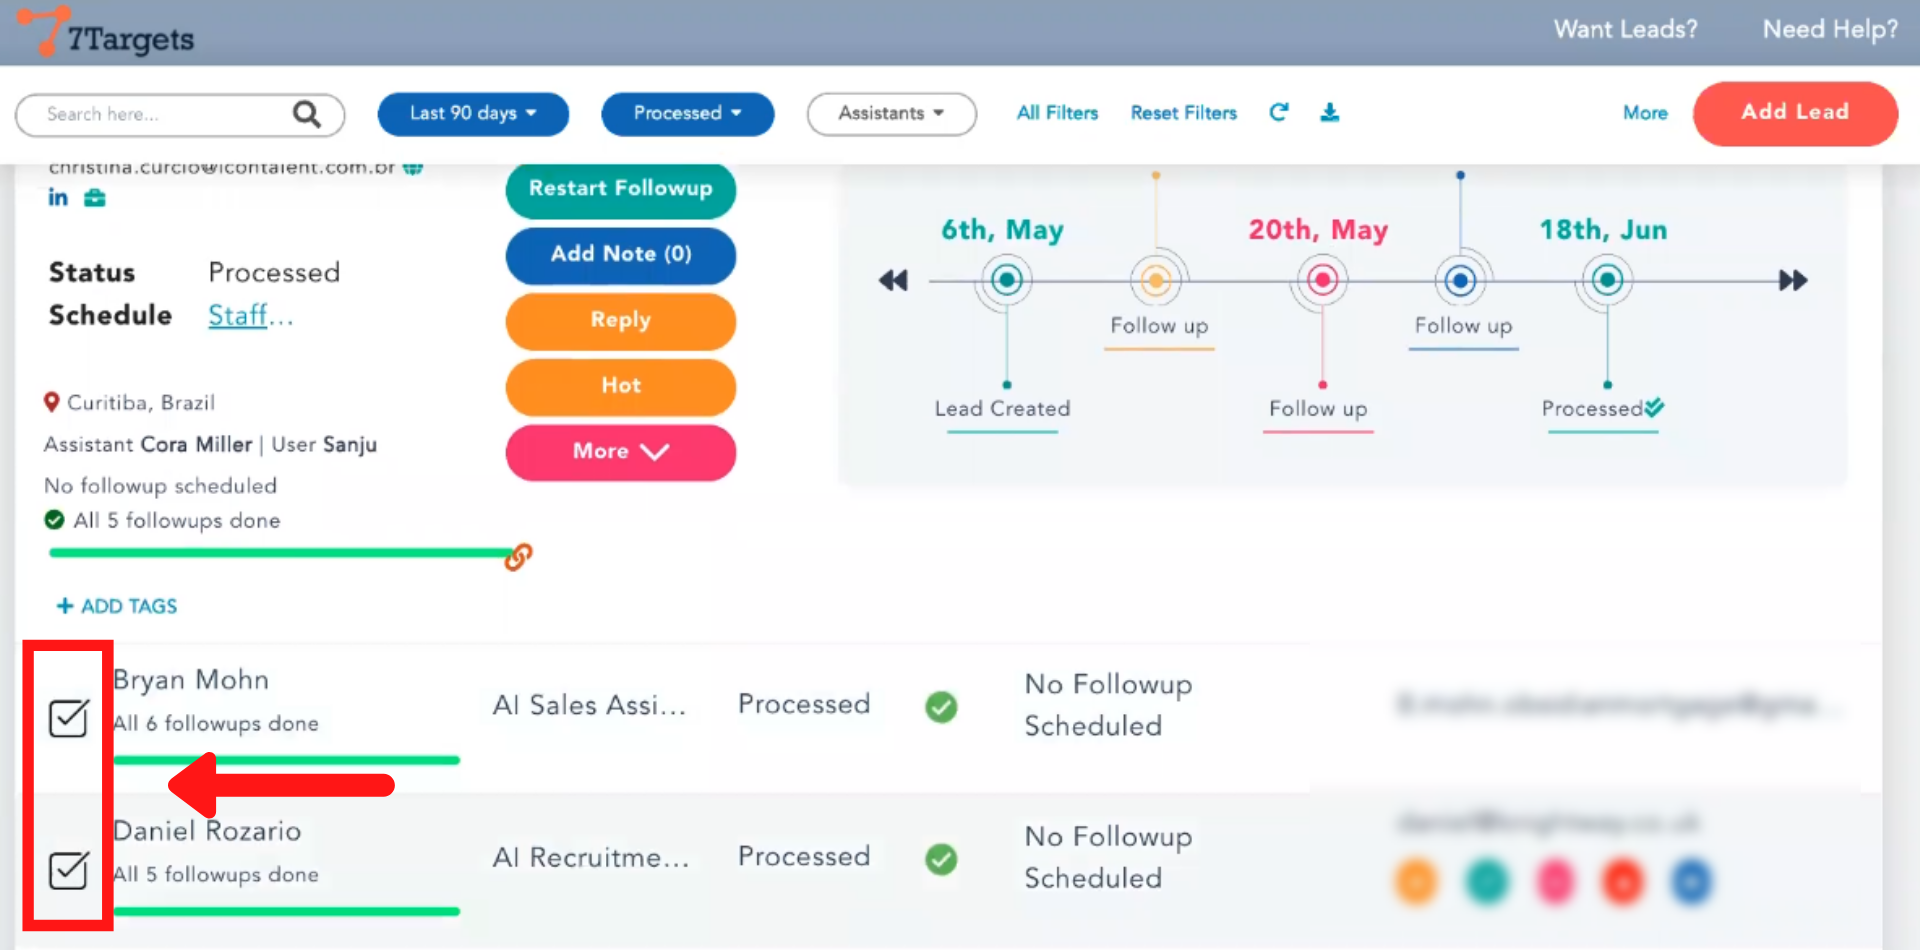 7Targets
Want Leads?
Need Help?
Search here...
Last 90 days
Processed
Assistants
All Filters
Reset Filters
More
Add Lead
christina.curcio@icontalent.com.br
in
Status Processed
Schedule Staff...
Curitiba, Brazil
Assistant Cora Miller | User Sanju
No followup scheduled
All 5 followups done
+ ADD TAGS
Restart Followup
Add Note (0)
Reply
Hot
More
6th, May
20th, May
18th, Jun
Follow up
Follow up
Lead Created
Follow up
Processed
Bryan Mohn
All 6 followups done
AI Sales Assi...
Processed
No Followup
Scheduled
Daniel Rozario
All 5 followups done
AI Recruitme...
Processed
No Followup
Scheduled